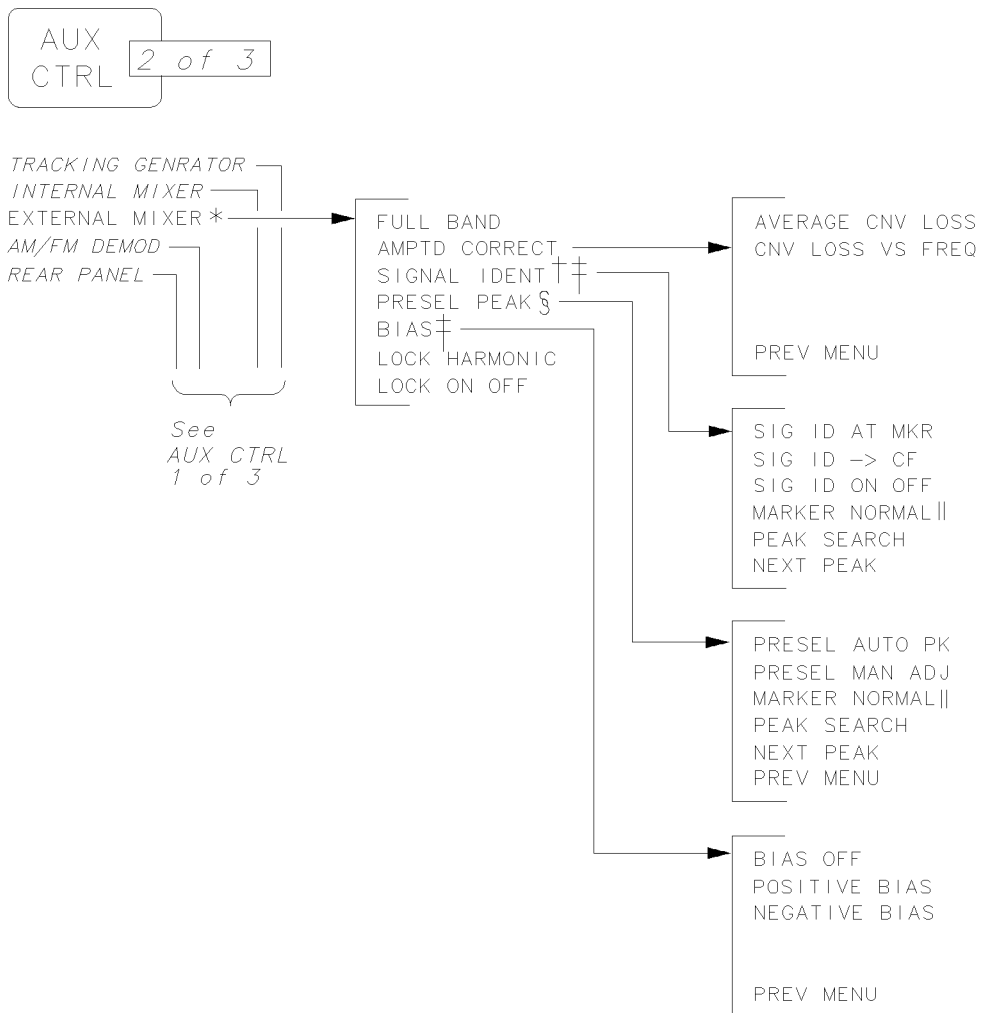 AUX
CTRL
2 of 3
TRACKING GENRATOR
INTERNAL MIXER
EXTERNAL MIXER*
AM/FM DEMOD
REAR PANEL
See
AUX CTRL
1 of 3
FULL BAND
AMPTD CORRECT
SIGNAL IDENT†‡
PRESEL PEAK§
BIAS‡
LOCK HARMONIC
LOCK ON OFF
AVERAGE CNV LOSS
CNV LOSS VS FREQ
PREV MENU
SIG ID AT MKR
SIG ID -> CF
SIG ID ON OFF
MARKER NORMAL||
PEAK SEARCH
NEXT PEAK
PRESEL AUTO PK
PRESEL MAN ADJ
MARKER NORMAL||
PEAK SEARCH
NEXT PEAK
PREV MENU
BIAS OFF
POSITIVE BIAS
NEGATIVE BIAS
PREV MENU